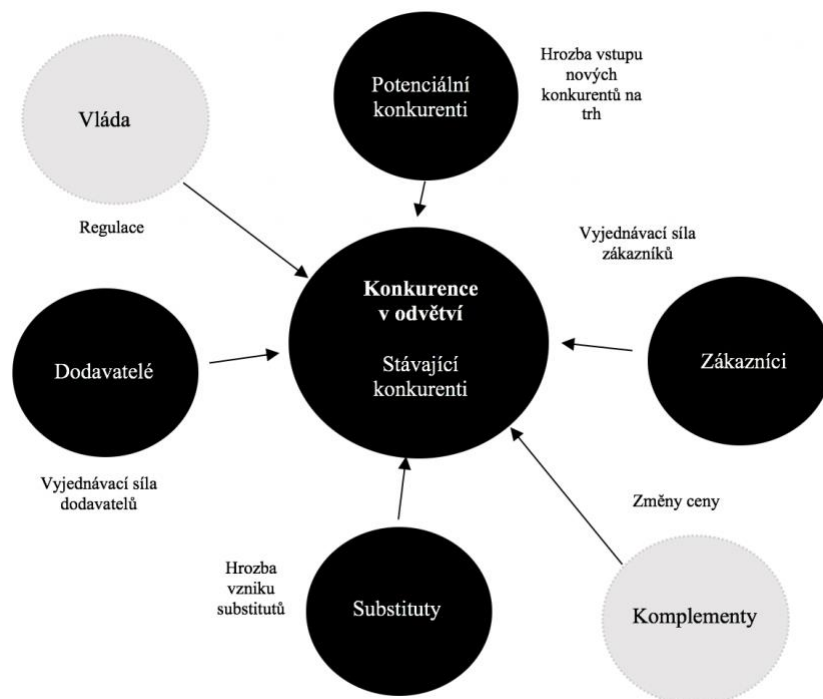 Vláda
Regulace
Potenciální
konkurenti
Hrozba vstupu
nových
konkurentů na
trh
Vyjednávací síla
zákazníků
Konkurence
v odvětví
Stávající
konkurenti
Dodavatelé
Vyjednávací síla
dodavatelů
Zákazníci
Hrozba
vzniku
substitutů
Substituty
Změny ceny
Komplementy